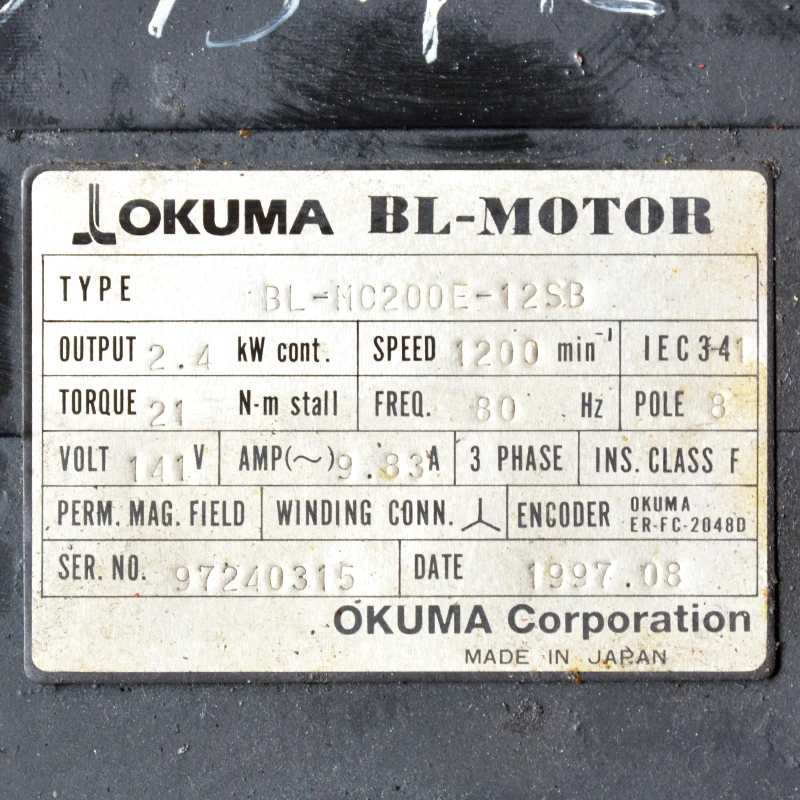 OKUMA BL-MOTOR
TYPE BL-MC200E-12SB
OUTPUT 2.4 kW cont. SPEED 1200 min⁻¹ IEC34-1
TORQUE 21 N-m stall FREQ. 80 Hz POLE 8
VOLT 141 V AMP(～) 9.83 A 3 PHASE INS. CLASS F
PERM. MAG. FIELD WINDING CONN. ENCODER OKUMA
ER-FC-2048D
SER. NO. 97240315 DATE 1997.08
OKUMA Corporation
MADE IN JAPAN